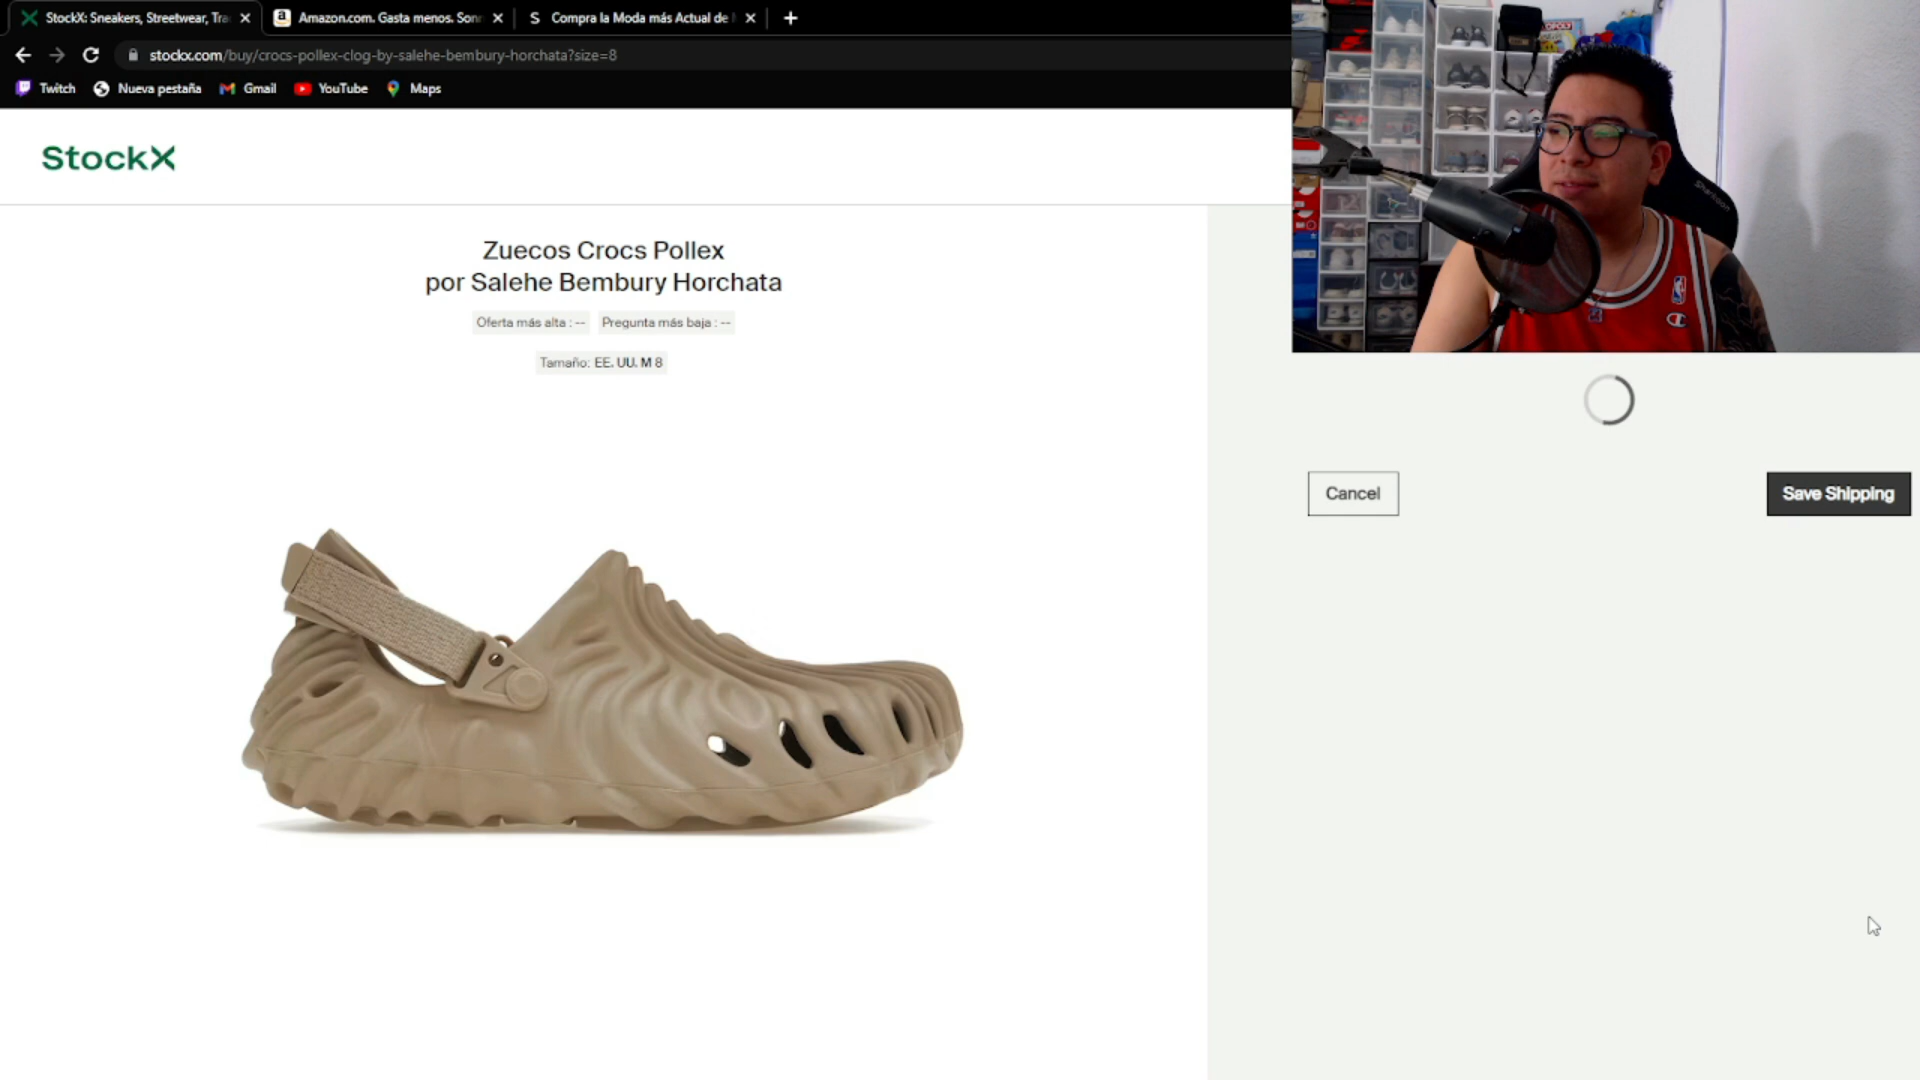 StockX: Sneakers, Streetwear, Tra
Amazon.com. Gasta menos. Sonr
S Compra la Moda más Actual de
stockx.com/buy/crocs-pollex-clog-by-salehe-bembury-horchata?size=8
Twitch
Nueva pestaña
Gmail
YouTube
Maps
StockX
Zuecos Crocs Pollex
por Salehe Bembury Horchata
Oferta más alta : --
Pregunta más baja : --
Tamaño: EE. UU. M 8
Cancel
Save Shipping